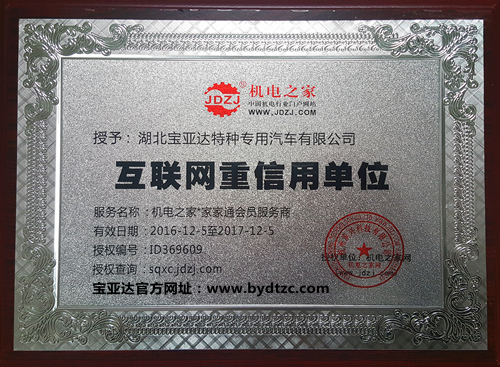 JDZJ
®
机电之家
中国机电行业门户网站
WWW.JDZJ.COM
授予：湖北宝亚达特种专用汽车有限公司
互联网重信用单位
服务名称：机电之家*家家通会员服务商
有效日期：2016-12-5至2017-12-5
授权编号：ID369609
授权单位：机电之家网
授权查询：sqxc.jdzj.com
www.jdzj.com
宝亚达官方网址：www.bydtzc.com